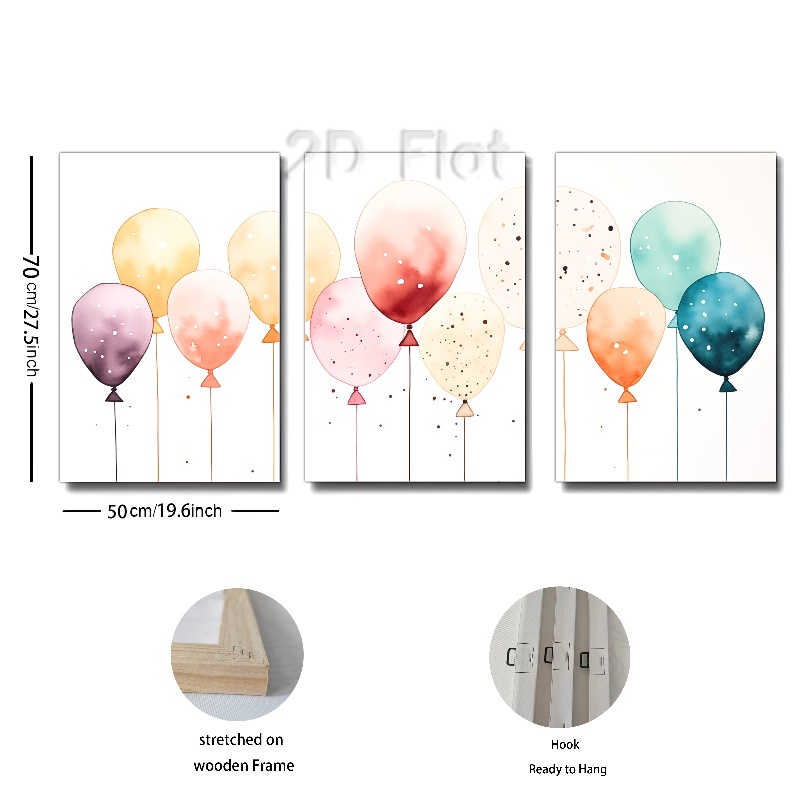 2D Flat
70 cm/27.5inch
50 cm/19.6inch
stretched on
wooden Frame
Hook
Ready to Hang